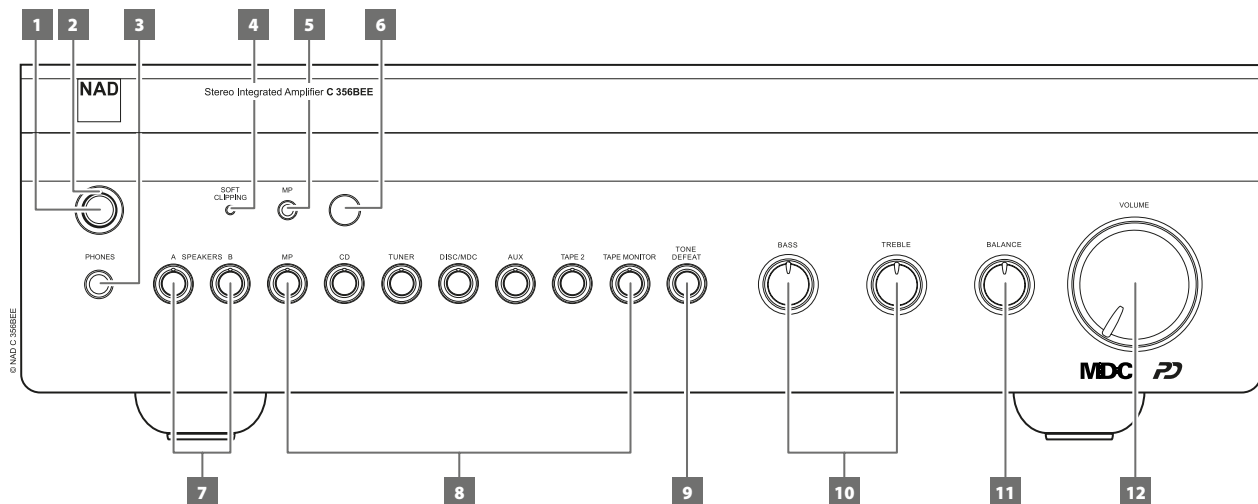 1 2 3 4 5 6
NAD
Stereo Integrated Amplifier C 356BEE
SOFT
CLIPPING
MP
VOLUME
PHONES
A SPEAKERS B
MP
CD
TUNER
DISC/MDC
AUX
TAPE 2
TAPE MONITOR
TONE
DEFEAT
BASS
TREBLE
BALANCE
© NAD C 356BEE
MDC PD
7 8 9 10 11 12